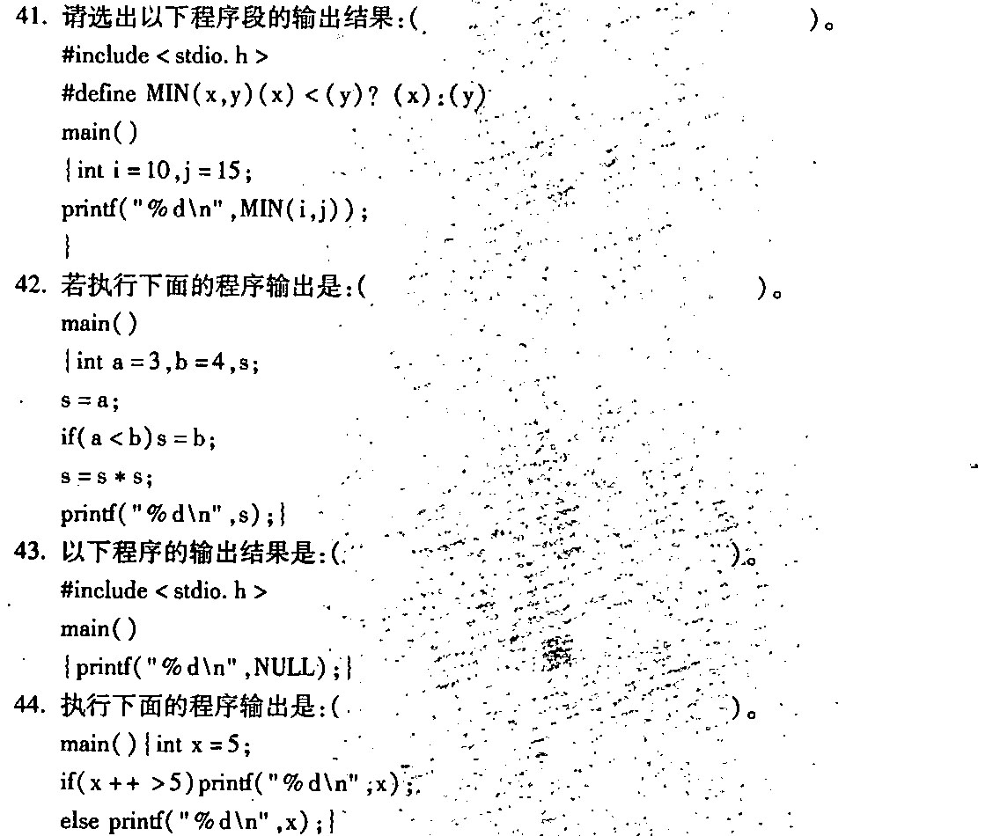 41. 请选出以下程序段的输出结果:( )。
#include < stdio. h >
#define MIN(x,y)(x) <(y)? (x):(y)
main()
{int i = 10,j = 15;
printf("%d\n",MIN(i,j));
}
42. 若执行下面的程序输出是:( )。
main()
{int a = 3,b = 4,s;
s = a;
if(a < b)s = b;
s = s * s;
printf("%d\n",s);}
43. 以下程序的输出结果是:( )。
#include < stdio. h >
main()
{printf("%d\n",NULL);}
44. 执行下面的程序输出是:( )。
main(){int x = 5;
if(x ++ >5)printf("%d\n";x);
else printf("%d\n",x);}